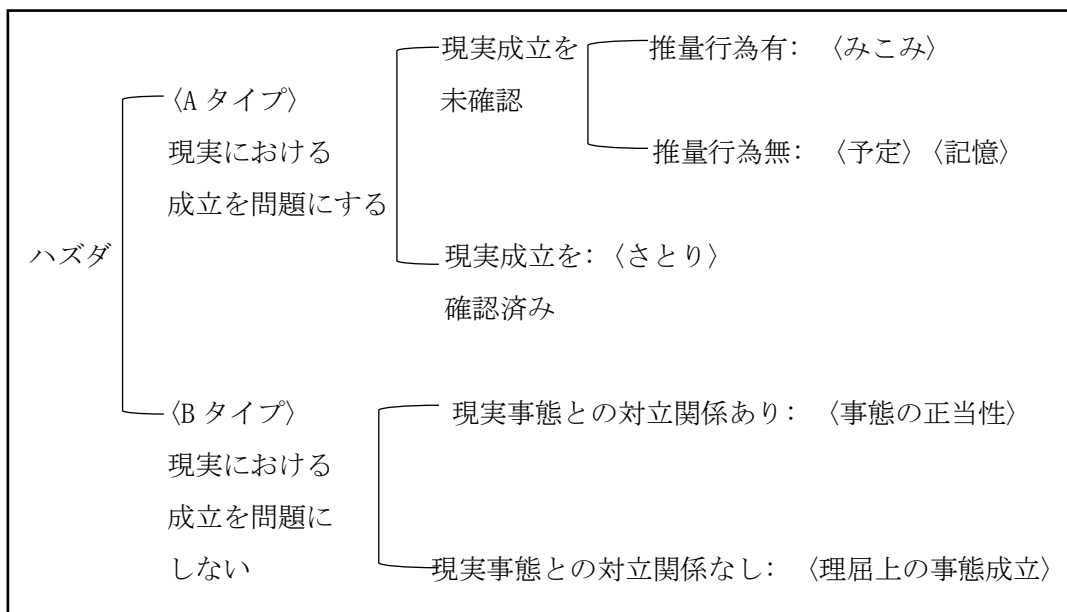 現実成立を
未確認
推量行為有: 〈みこみ〉
推量行為無: 〈予定〉〈記憶〉
〈A タイプ〉
現実における
成立を問題にする
ハズダ
現実成立を: 〈さとり〉
確認済み
〈B タイプ〉
現実における
成立を問題に
しない
現実事態との対立関係あり: 〈事態の正当性〉
現実事態との対立関係なし: 〈理屈上の事態成立〉